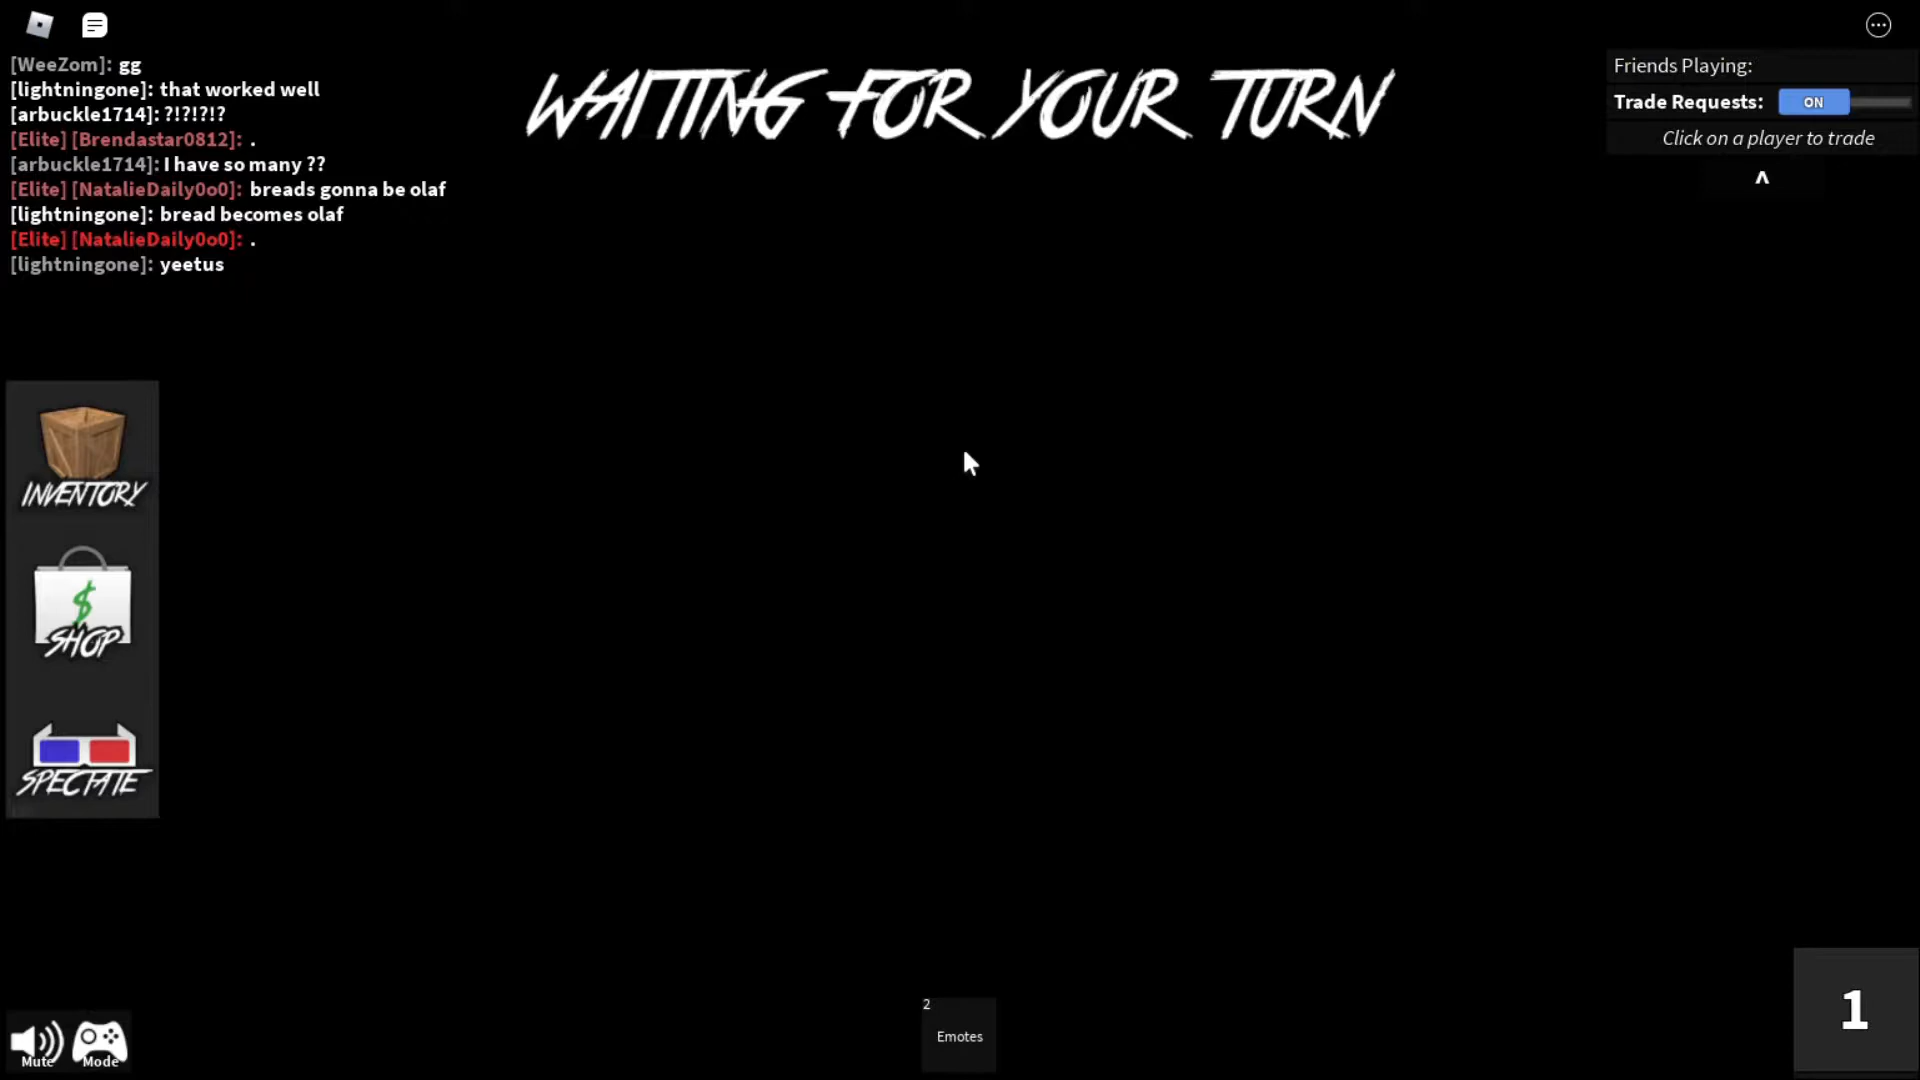 [WeeZom]: gg
[lightningone]: that worked well
[arbuckle1714]: ?!?!?!?
[Elite] [Brendastar0812]: .
[arbuckle1714]: I have so many ??
[Elite] [NatalieDaily0o0]: breads gonna be olaf
[lightningone]: bread becomes olaf
[Elite] [NatalieDaily0o0]: .
[lightningone]: yeetus
WAITING FOR YOUR TURN
Friends Playing:
Trade Requests: ON
Click on a player to trade
^
INVENTORY
$
SHOP
SPECTATE
Mute
Mode
2
Emotes
1